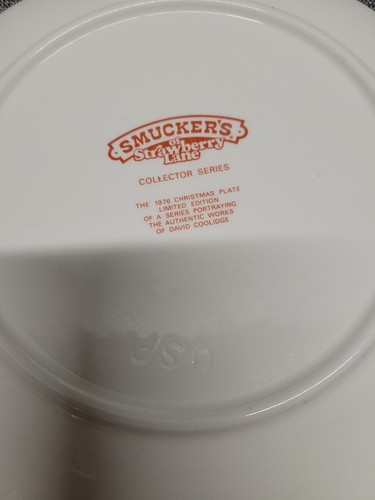 SMUCKER'S
of
Strawberry
Lane
COLLECTOR SERIES
THE 1976 CHRISTMAS PLATE
LIMITED EDITION
OF A SERIES PORTRAYING
THE AUTHENTIC WORKS
OF DAVID COOLIDGE
USA